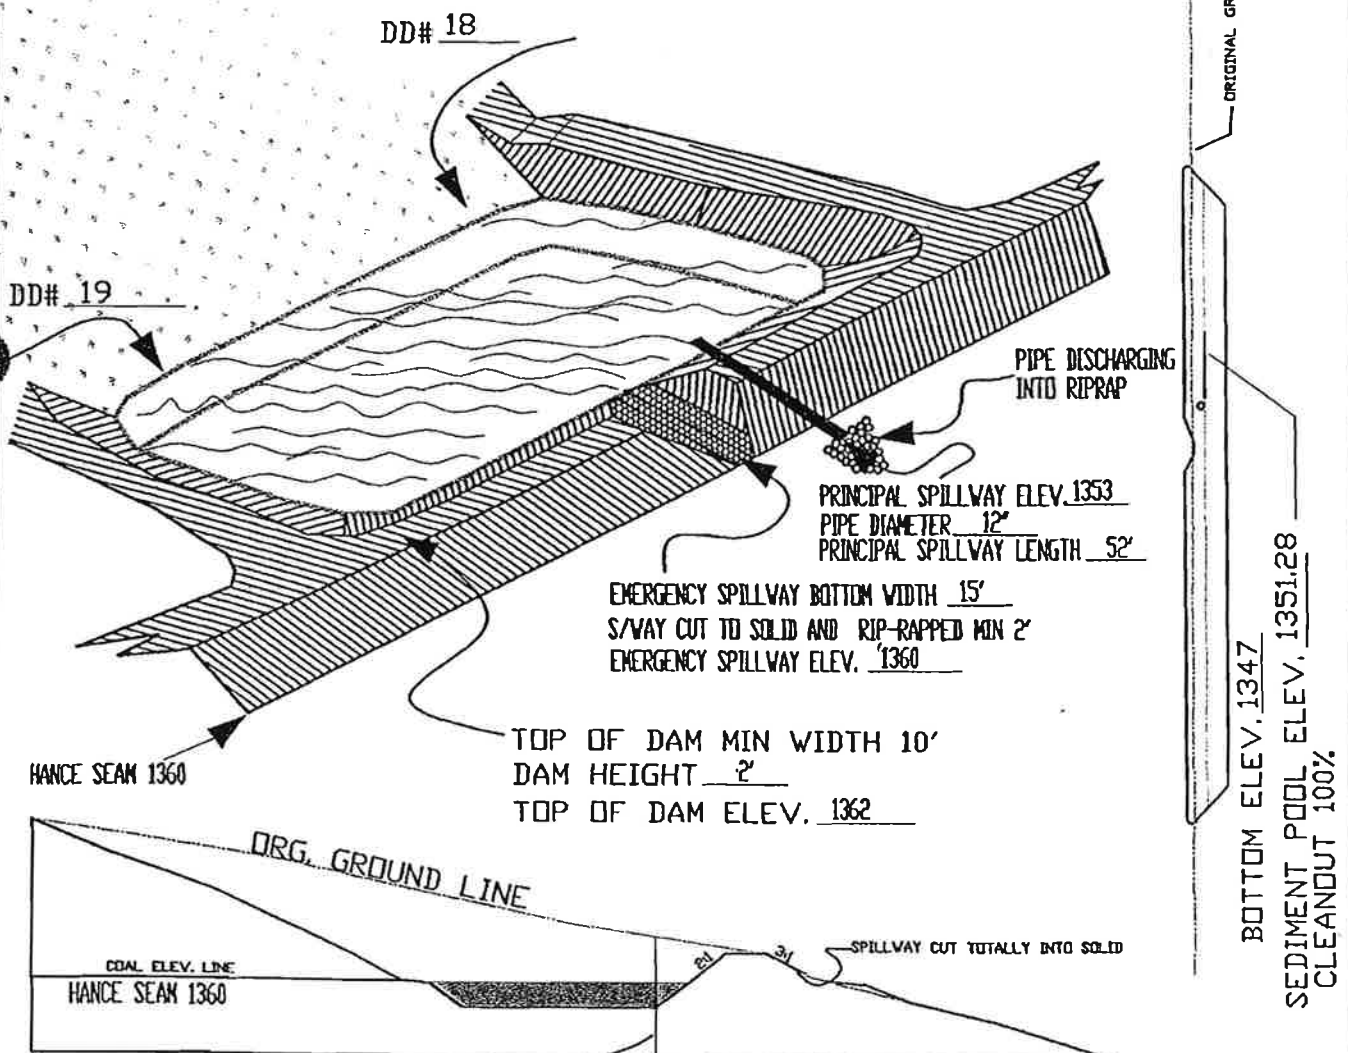 DD# 18
ORIGINAL GR
DD# 19
PIPE DISCHARGING
INTO RIPRAP
PRINCIPAL SPILLWAY ELEV. 1353
PIPE DIAMETER 12"
PRINCIPAL SPILLWAY LENGTH 52'
EMERGENCY SPILLWAY BOTTOM WIDTH 15'
S/WAY CUT TO SOLID AND RIP-RAPPED MIN 2'
EMERGENCY SPILLWAY ELEV. 1360
TOP OF DAM MIN WIDTH 10'
DAM HEIGHT 2'
TOP OF DAM ELEV. 1362
HANCE SEAM 1360
BOTTOM ELEV. 1347
SEDIMENT POOL ELEV. 1351.28
CLEANOUT 100%
ORG. GROUND LINE
COAL ELEV. LINE
HANCE SEAM 1360
2:1
3:1
SPILLWAY CUT TOTALLY INTO SOLID